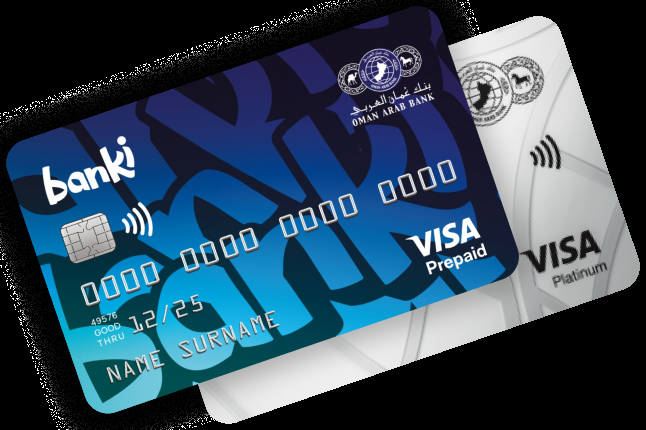 banki
بنك عُمان العربي
OMAN ARAB BANK
0000 0000 0000 0000
49576
GOOD
THRU
12/25
NAME SURNAME
VISA
Prepaid
VISA
Platinum